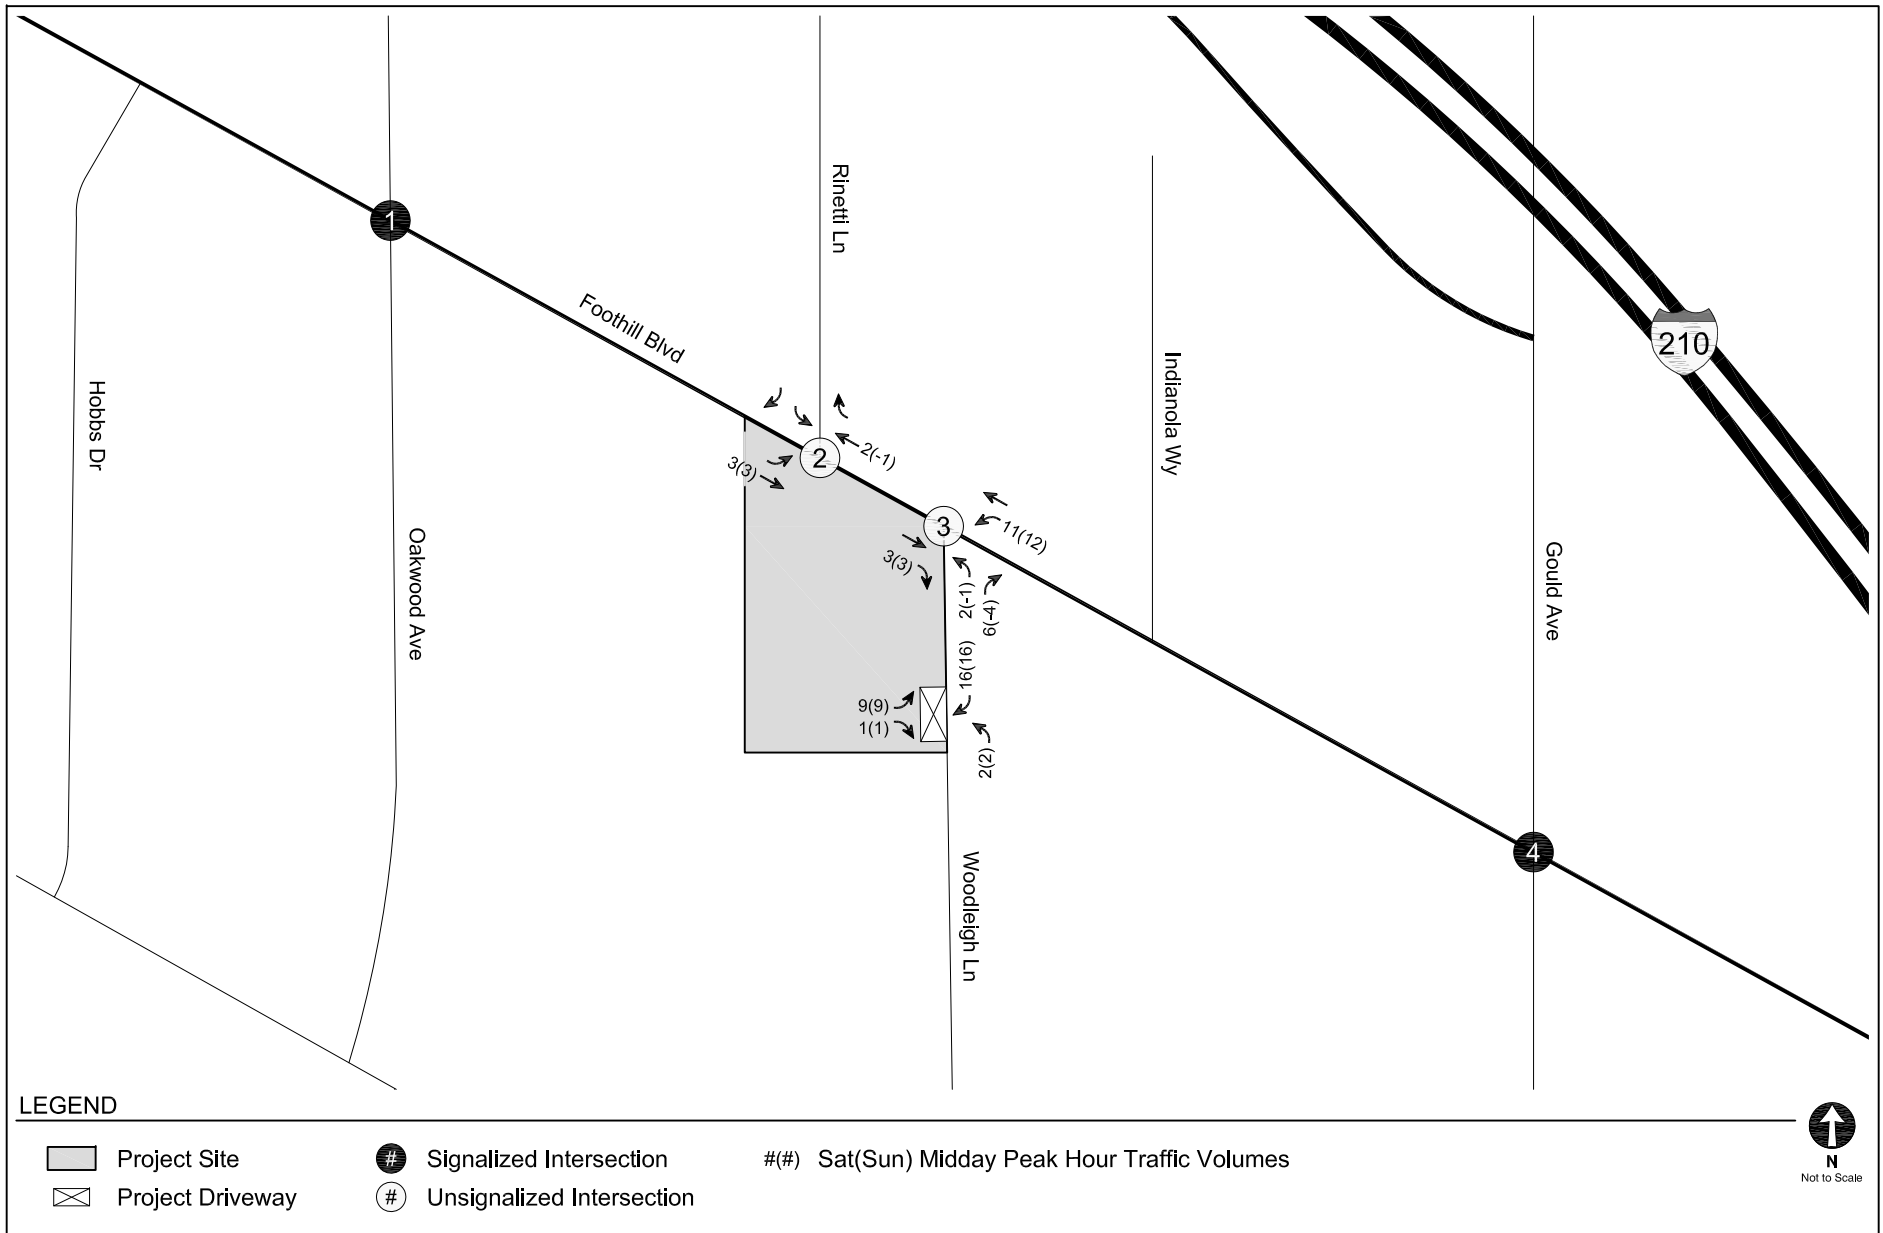 1
Rinetti Ln
Foothill Blvd
210
Hobbs Dr
Indianola Wy
2
2(-1)
3(3)
3
11(12)
Oakwood Ave
3(3)
2(-1)
6(-4)
Gould Ave
16(16)
9(9)
1(1)
2(2)
4
Woodleigh Ln
LEGEND
Project Site
# Signalized Intersection
#(#) Sat(Sun) Midday Peak Hour Traffic Volumes
Project Driveway
# Unsignalized Intersection
N
Not to Scale